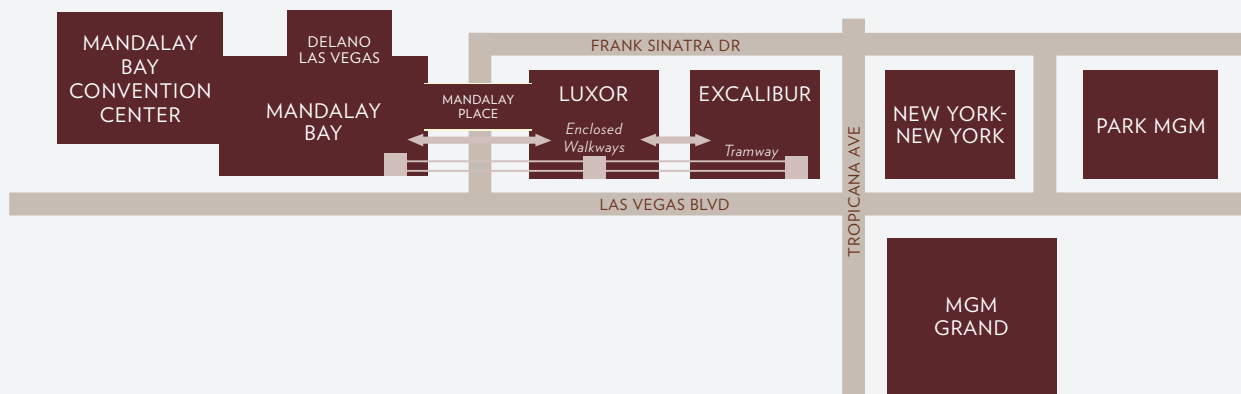 MANDALAY
BAY
CONVENTION
CENTER
DELANO
LAS VEGAS
MANDALAY
BAY
MANDALAY
PLACE
FRANK SINATRA DR
LUXOR
Enclosed
Walkways
EXCALIBUR
Tramway
TROPICANA AVE
NEW YORK-
NEW YORK
PARK MGM
LAS VEGAS BLVD
MGM
GRAND